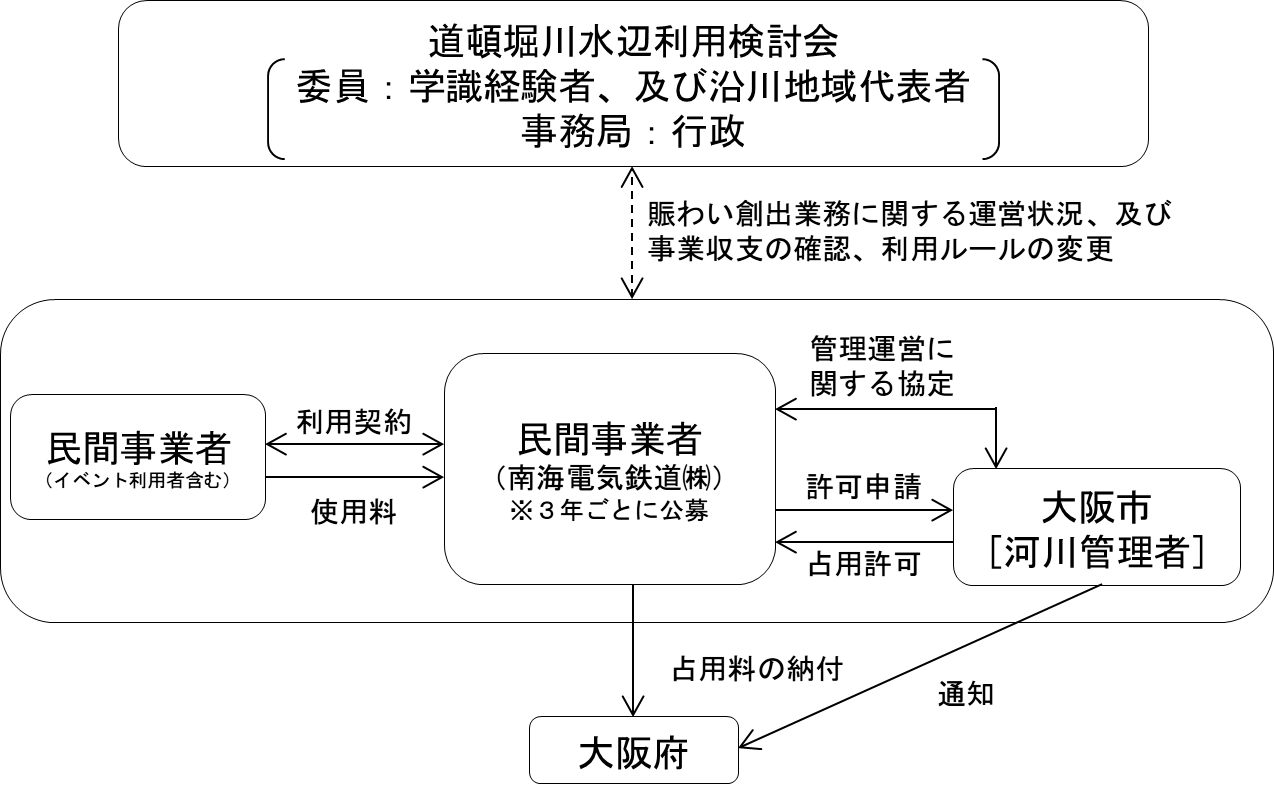 道頓堀川水辺利用検討会
委員：学識経験者、及び沿川地域代表者
事務局：行政
賑わい創出業務に関する運営状況、及び
事業収支の確認、利用ルールの変更
管理運営に
関する協定
民間事業者
（イベント利用者含む）
利用契約
使用料
民間事業者
（南海電気鉄道㈱）
※３年ごとに公募
許可申請
占用許可
大阪市
［河川管理者］
占用料の納付
通知
大阪府